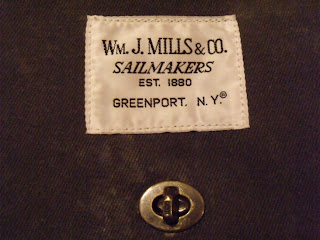 WM. J. MILLS & CO.
SAILMAKERS
EST. 1880
GREENPORT. N.Y.®